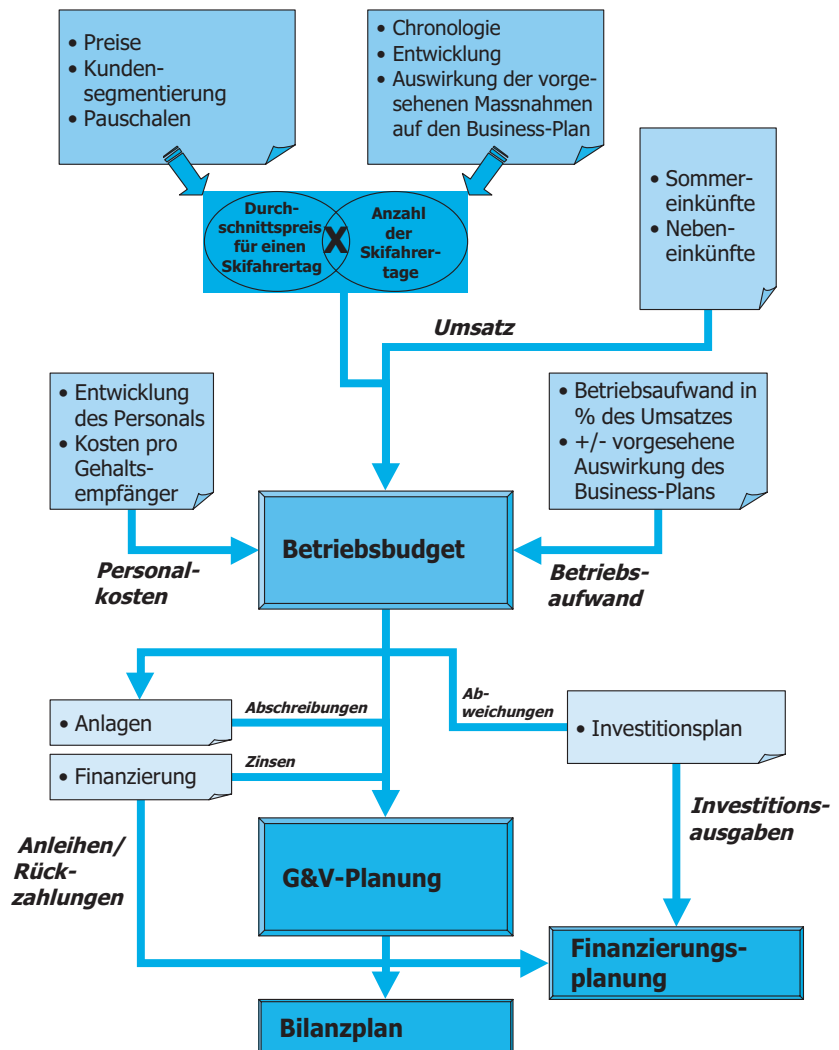 • Preise
• Kunden-
segmentierung
• Pauschalen
• Chronologie
• Entwicklung
• Auswirkung der vorge-
sehenen Massnahmen
auf den Business-Plan
• Sommer-
einkünfte
• Neben-
einkünfte
Durch-
schnittspreis
für einen
Skifahrertag
X
Anzahl
der
Skifahrer-
tage
Umsatz
• Entwicklung
des Personals
• Kosten pro
Gehalts-
empfänger
• Betriebsaufwand in
% des Umsatzes
• +/- vorgesehene
Auswirkung des
Business-Plans
Betriebsbudget
Personal-
kosten
Betriebs-
aufwand
• Anlagen
Abschreibungen
Ab-
weichungen
• Investitionsplan
• Finanzierung
Zinsen
Anleihen/
Rück-
zahlungen
Investitions-
ausgaben
G&V-Planung
Finanzierungs-
planung
Bilanzplan